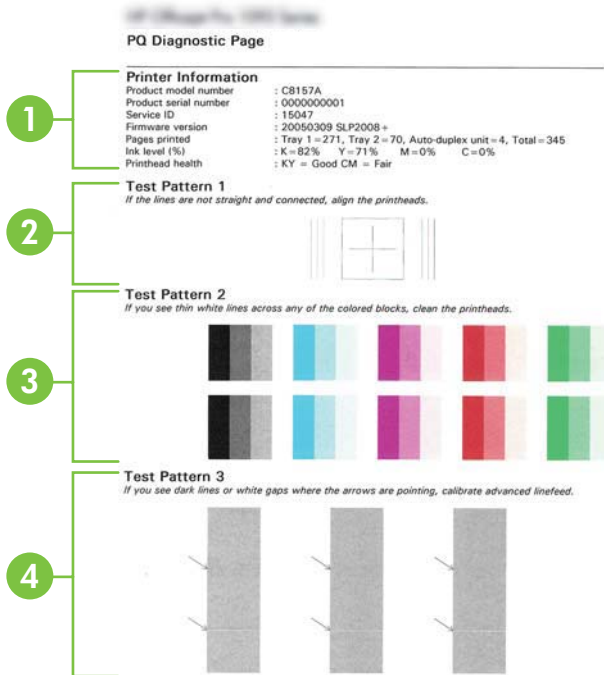 PQ Diagnostic Page
1
Printer Information
Product model number : C8157A
Product serial number : 0000000001
Service ID : 15047
Firmware version : 20050309 SLP2008+
Pages printed : Tray 1=271, Tray 2=70, Auto-duplex unit=4, Total=345
Ink level (%) : K=82% Y=71% M=0% C=0%
Printhead health : KY = Good CM = Fair
2
Test Pattern 1
If the lines are not straight and connected, align the printheads.
3
Test Pattern 2
If you see thin white lines across any of the colored blocks, clean the printheads.
4
Test Pattern 3
If you see dark lines or white gaps where the arrows are pointing, calibrate advanced linefeed.